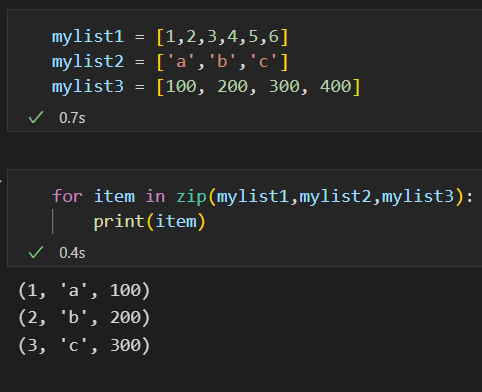 mylist1 = [1,2,3,4,5,6]
mylist2 = ['a','b','c']
mylist3 = [100, 200, 300, 400]
0.7s
for item in zip(mylist1,mylist2,mylist3):
    print(item)
0.4s
(1, 'a', 100)
(2, 'b', 200)
(3, 'c', 300)